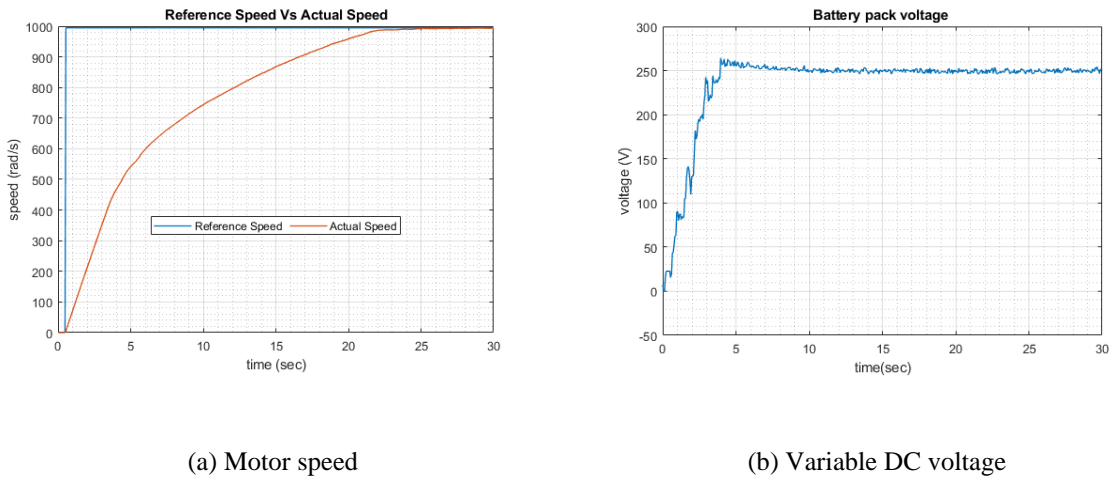 Reference Speed Vs Actual Speed
1000
900
800
700
600
500
400
300
200
100
0
speed (rad/s)
Reference Speed
Actual Speed
0 5 10 15 20 25 30
time (sec)
(a) Motor speed
Battery pack voltage
300
250
200
150
100
50
0
-50
voltage (V)
0 5 10 15 20 25 30
time(sec)
(b) Variable DC voltage